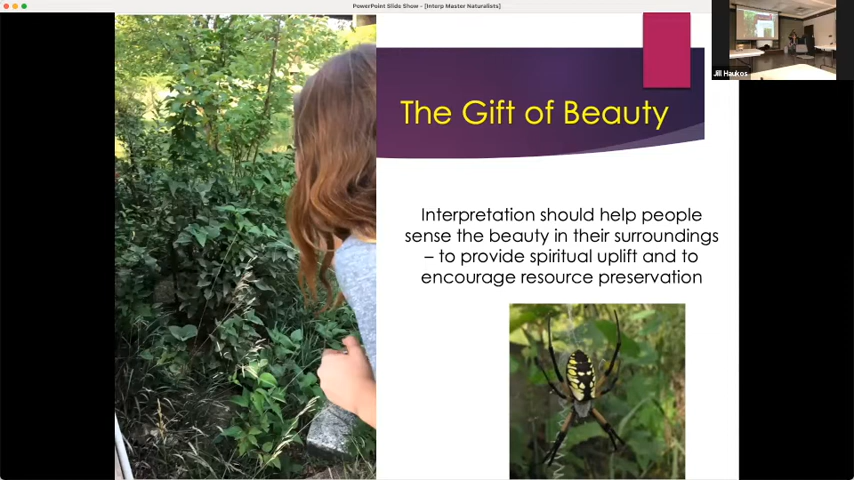 PowerPoint Slide Show - [Interp Master Naturalists]
Jill Haukos
The Gift of Beauty
Interpretation should help people
sense the beauty in their surroundings
– to provide spiritual uplift and to
encourage resource preservation